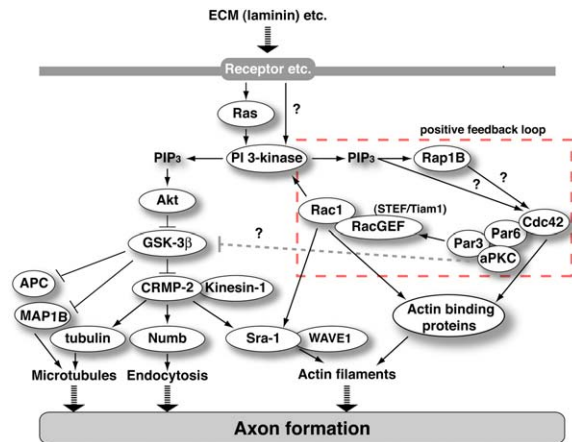 ECM (laminin) etc.
Receptor etc.
Ras
?
positive feedback loop
PIP3
PI 3-kinase
PIP3
Rap1B
?
?
Akt
Rac1
(STEF/Tiam1)
RacGEF
Par6
Cdc42
Par3
aPKC
?
GSK-3β
APC
CRMP-2
Kinesin-1
MAP1B
tubulin
Numb
Sra-1
WAVE1
Actin binding
proteins
Microtubules
Endocytosis
Actin filaments
Axon formation